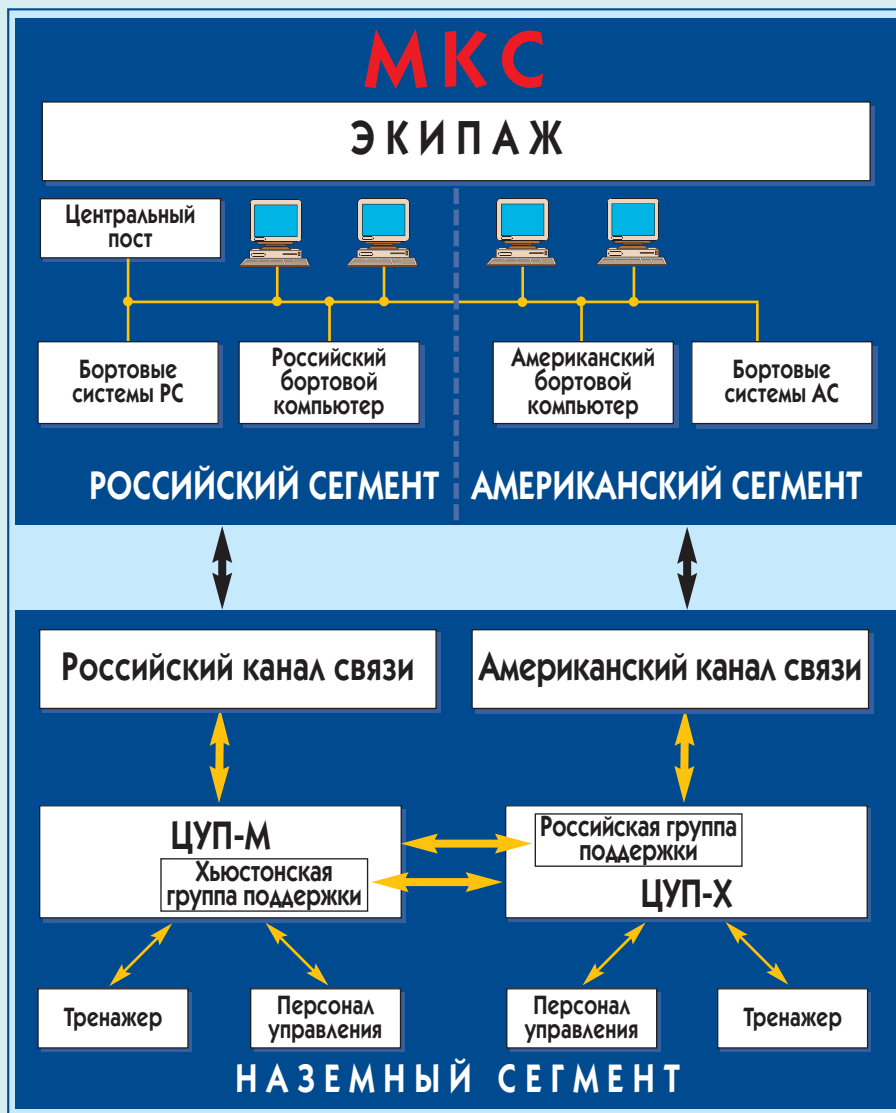 МКС
ЭКИПАЖ
Центральный
пост
Бортовые
системы РС
Российский
бортовой
компьютер
Американский
бортовой
компьютер
Бортовые
системы АС
РОССИЙСКИЙ СЕГМЕНТ
АМЕРИКАНСКИЙ СЕГМЕНТ
Российский канал связи
Американский канал связи
ЦУП-М
Хьюстонская
группа поддержки
Российская группа
поддержки
ЦУП-Х
Тренажер
Персонал
управления
Персонал
управления
Тренажер
НАЗЕМНЫЙ СЕГМЕНТ